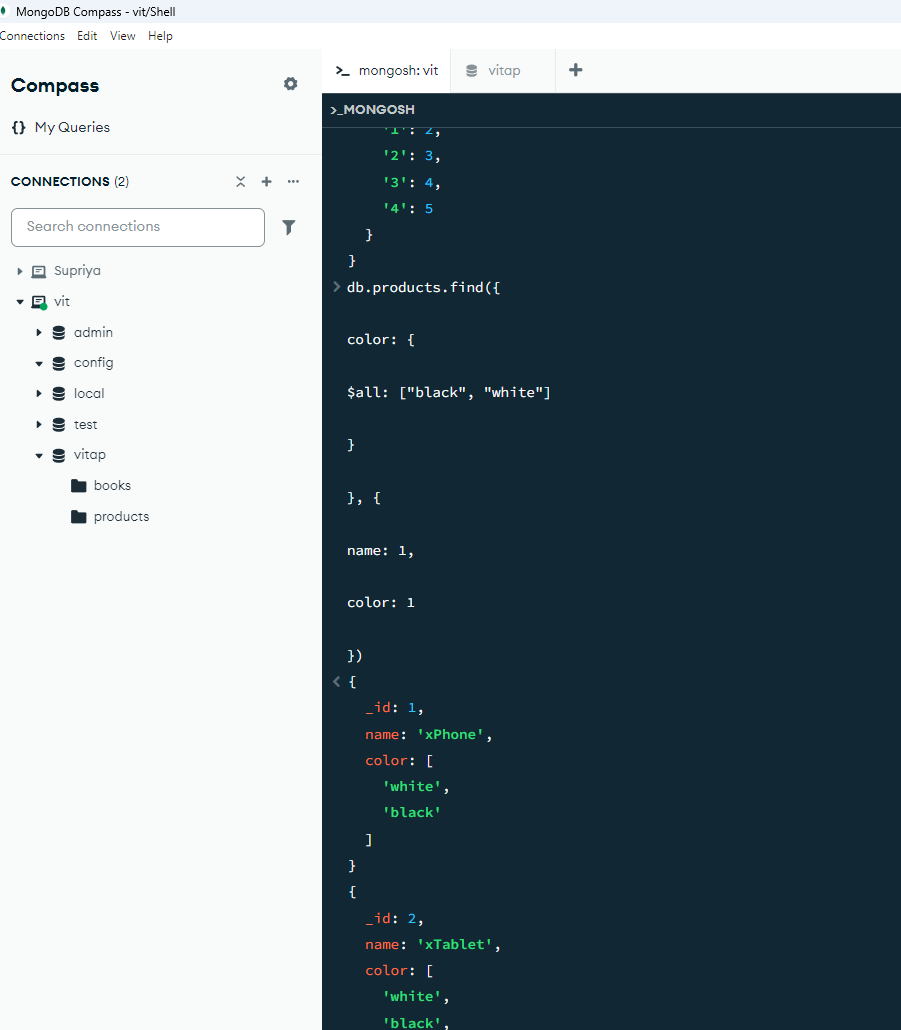 MongoDB Compass - vit/Shell
Connections Edit View Help
Compass
{} My Queries
CONNECTIONS (2)
Search connections
Supriya
vit
admin
config
local
test
vitap
books
products
>_ mongosh: vit
vitap
>_MONGOSH
'1': 2,
'2': 3,
'3': 4,
'4': 5
}
}
> db.products.find({
color: {
$all: ["black", "white"]
}
}, {
name: 1,
color: 1
})
< {
_id: 1,
name: 'xPhone',
color: [
'white',
'black'
]
}
{
_id: 2,
name: 'xTablet',
color: [
'white',
'black',